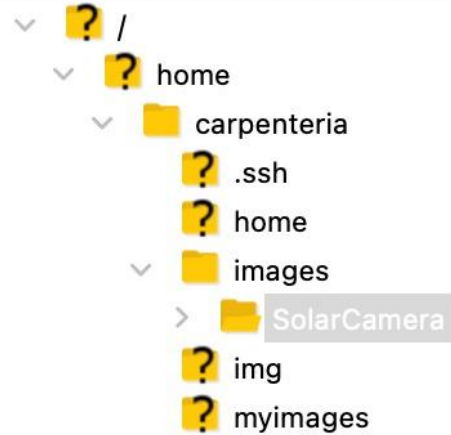 /
home
carpenteria
.ssh
home
images
SolarCamera
img
myimages